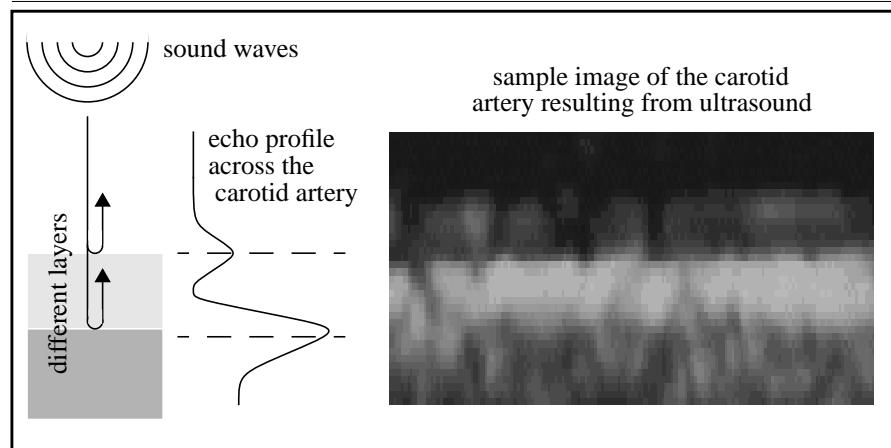 sound waves
echo profile
across the
carotid artery
different layers
sample image of the carotid
artery resulting from ultrasound